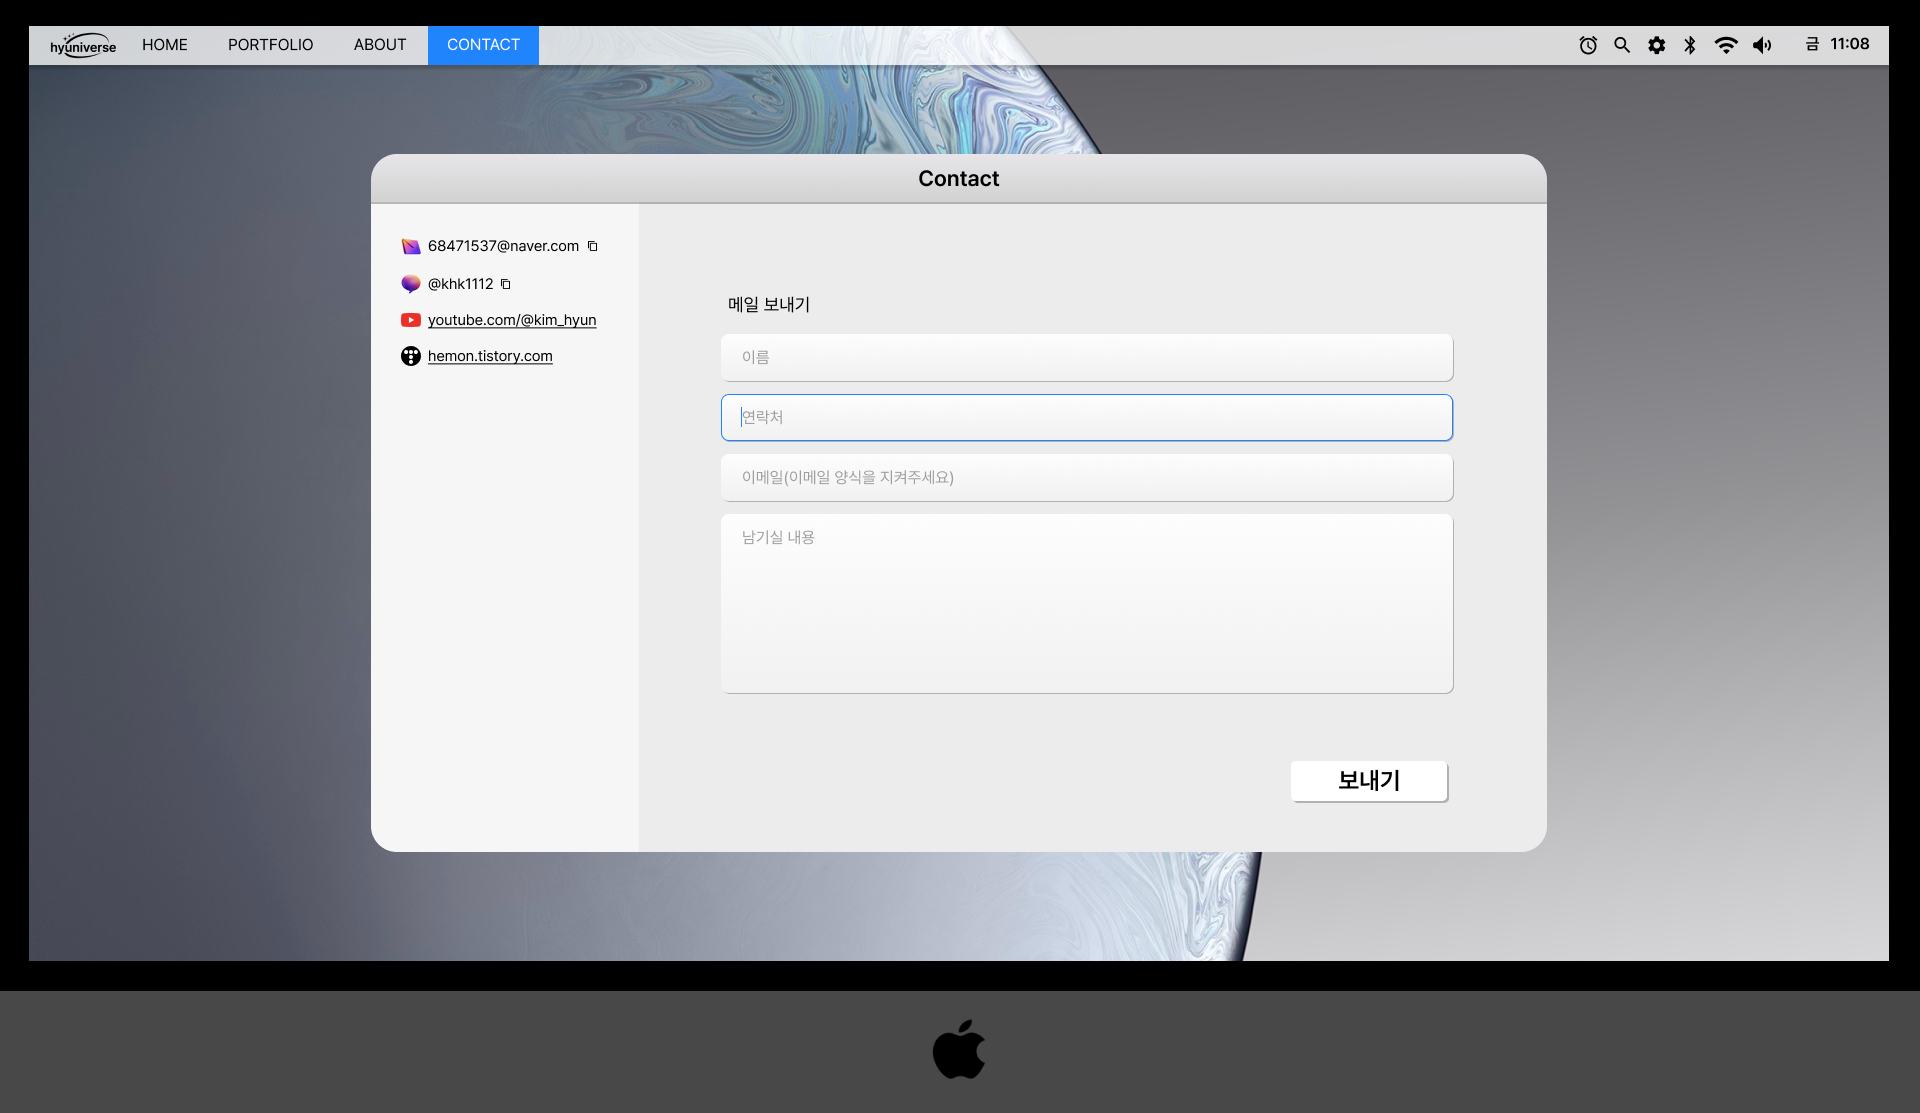 hyuniverse HOME PORTFOLIO ABOUT CONTACT 금 11:08
Contact
68471537@naver.com
@khk1112
youtube.com/@kim_hyun
hemon.tistory.com
메일 보내기
이름
연락처
이메일(이메일 양식을 지켜주세요)
남기실 내용
보내기